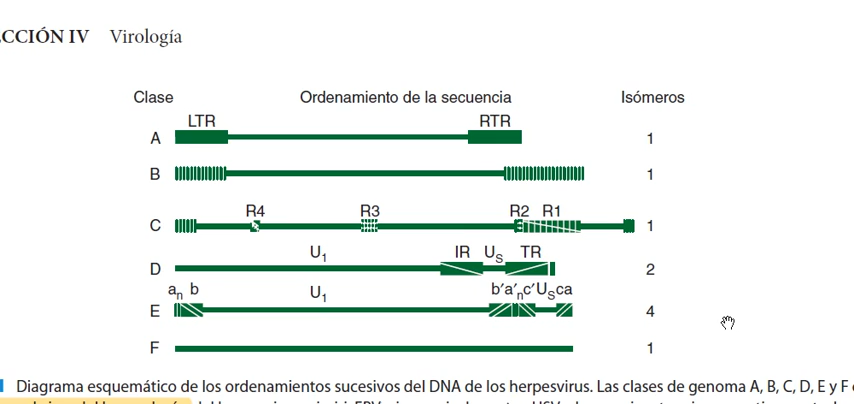 CCIÓN IV Virología
Clase Ordenamiento de la secuencia Isómeros
LTR RTR
A 1
B 1
R4 R3 R2 R1
C 1
U1 IR US TR
D 2
an b U1 b′a′nc′USca
E 4
F 1
Diagrama esquemático de los ordenamientos sucesivos del DNA de los herpesvirus. Las clases de genoma A, B, C, D, E y F